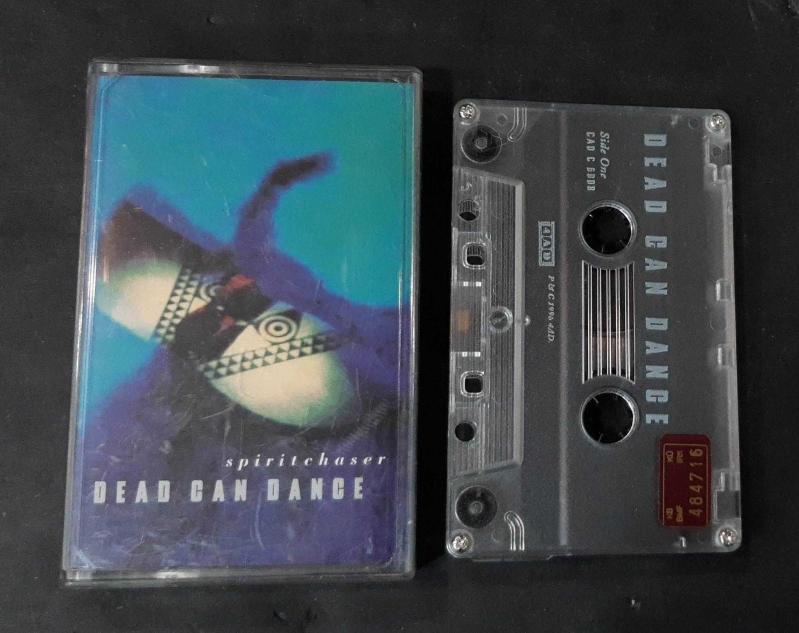 spiritchaser
DEAD CAN DANCE
DEAD CAN DANCE
Side One
CAD C 6008
4AD
P & C 1996 4AD.
484716